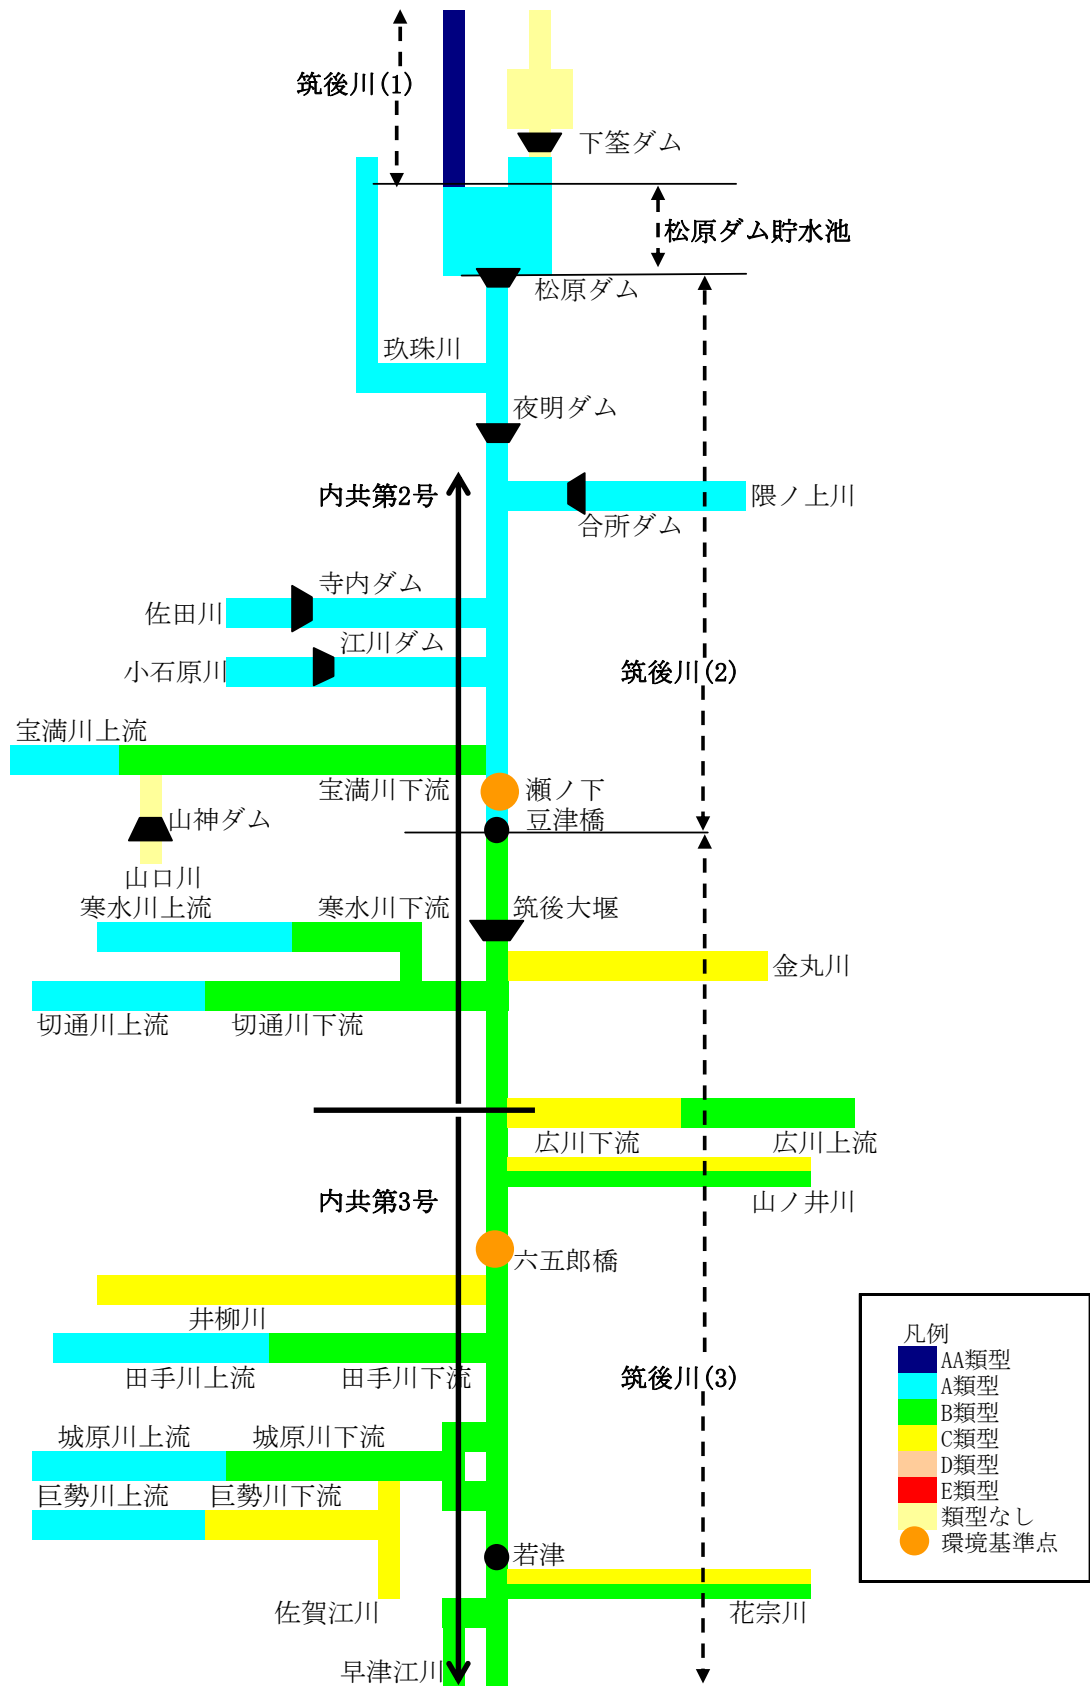 筑後川(1)
下筌ダム
松原ダム貯水池
松原ダム
玖珠川
夜明ダム
内共第2号
隈ノ上川
合所ダム
寺内ダム
佐田川
江川ダム
小石原川
筑後川(2)
宝満川上流
宝満川下流
瀬ノ下
豆津橋
山神ダム
山口川
寒水川上流
寒水川下流
筑後大堰
金丸川
切通川上流
切通川下流
広川下流
広川上流
内共第3号
山ノ井川
六五郎橋
井柳川
田手川上流
田手川下流
筑後川(3)
城原川上流
城原川下流
巨勢川上流
巨勢川下流
若津
佐賀江川
花宗川
早津江川
凡例
AA類型
A類型
B類型
C類型
D類型
E類型
類型なし
環境基準点